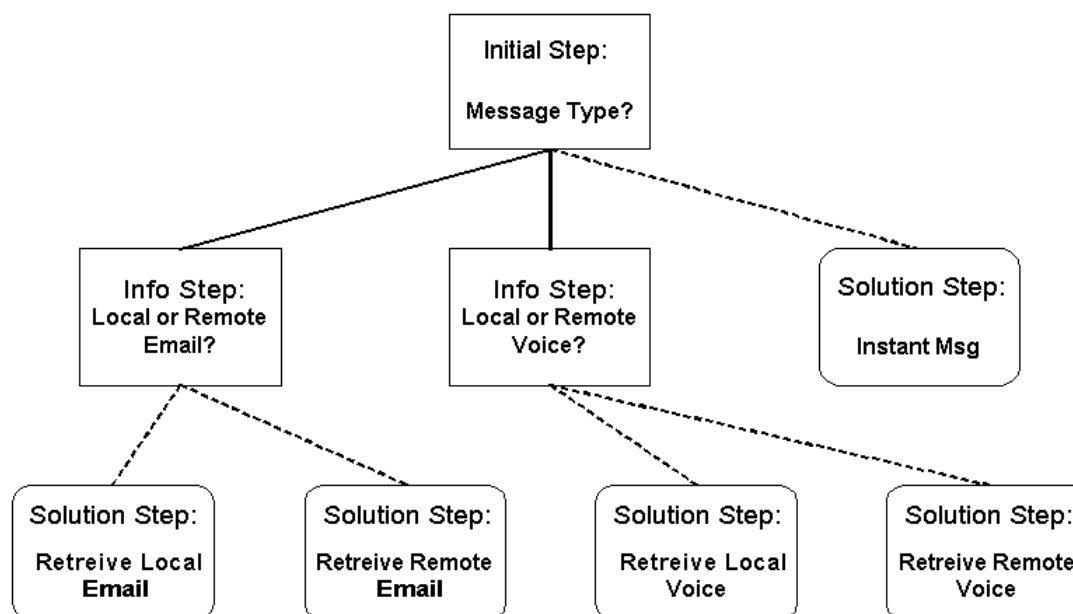 Initial Step:
Message Type?
Info Step:
Local or Remote
Email?
Info Step:
Local or Remote
Voice?
Solution Step:
Instant Msg
Solution Step:
Retreive Local
Email
Solution Step:
Retreive Remote
Email
Solution Step:
Retreive Local
Voice
Solution Step:
Retreive Remote
Voice